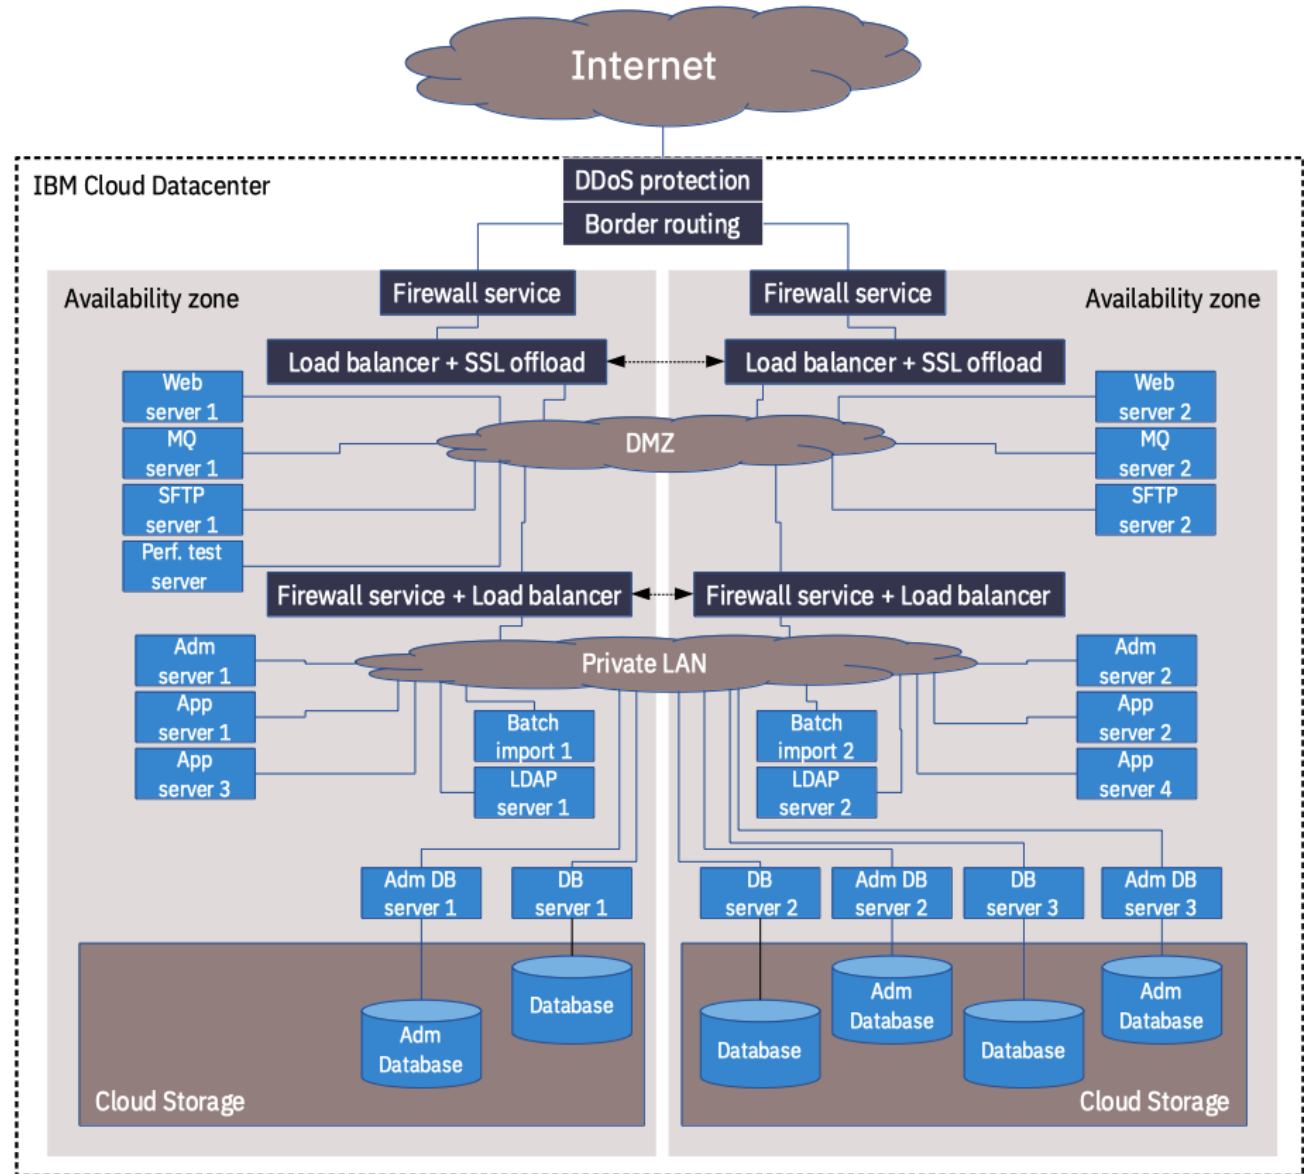 Internet
IBM Cloud Datacenter
DDoS protection
Border routing
Availability zone
Firewall service
Firewall service
Availability zone
Load balancer + SSL offload
Load balancer + SSL offload
Web
server 1
MQ
server 1
SFTP
server 1
Perf. test
server
DMZ
Web
server 2
MQ
server 2
SFTP
server 2
Firewall service + Load balancer
Firewall service + Load balancer
Private LAN
Adm
server 1
App
server 1
App
server 3
Batch
import 1
LDAP
server 1
Batch
import 2
LDAP
server 2
Adm
server 2
App
server 2
App
server 4
Adm DB
server 1
DB
server 1
DB
server 2
Adm DB
server 2
DB
server 3
Adm DB
server 3
Adm
Database
Database
Database
Adm
Database
Database
Adm
Database
Cloud Storage
Cloud Storage